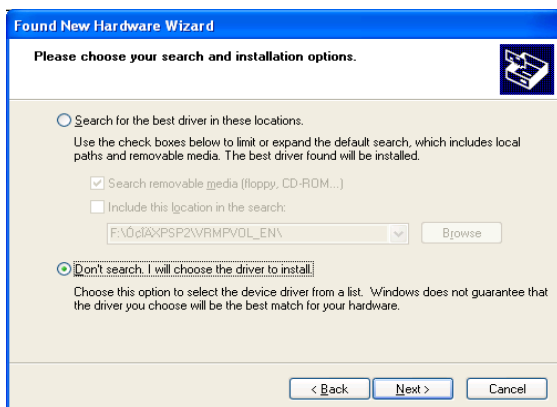 Found New Hardware Wizard
Please choose your search and installation options.
Search for the best driver in these locations.
Use the check boxes below to limit or expand the default search, which includes local
paths and removable media. The best driver found will be installed.
Search removable media (floppy, CD-ROM...)
Include this location in the search:
F:\ÓçÏÄXPSP2\VRMPVOL_EN\
Browse
Don't search. I will choose the driver to install.
Choose this option to select the device driver from a list. Windows does not guarantee that
the driver you choose will be the best match for your hardware.
< Back
Next >
Cancel